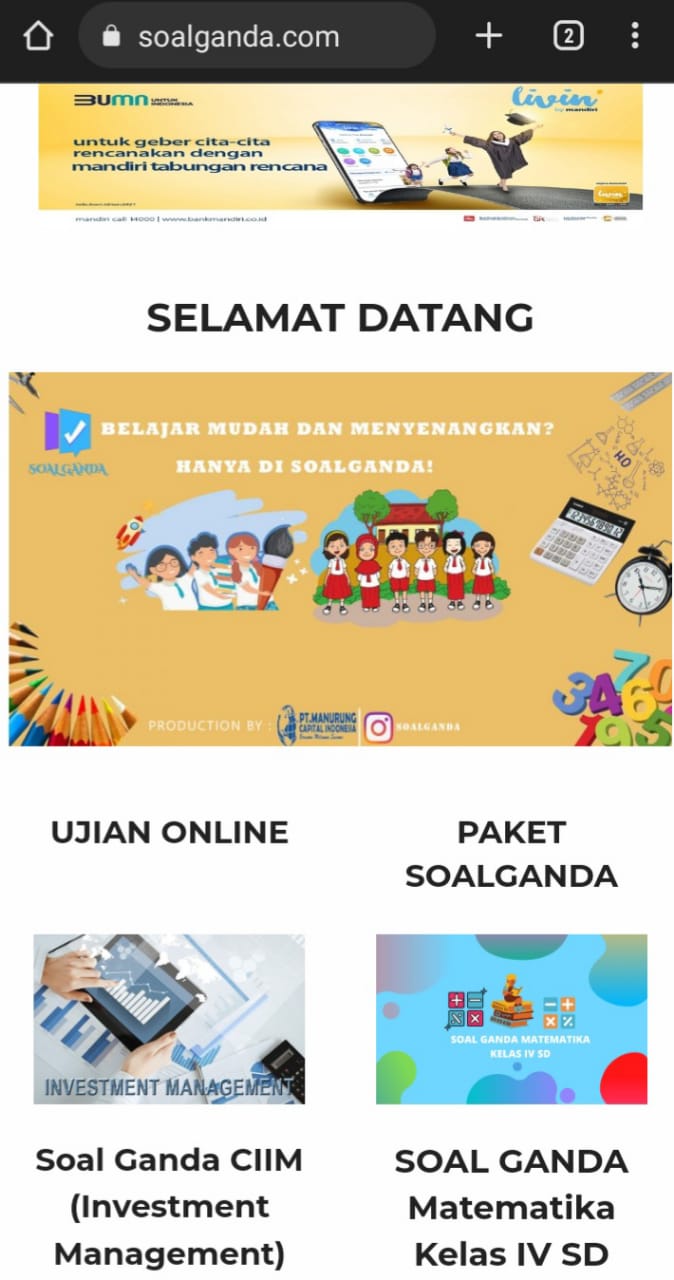 soalganda.com
2
BUMN UNTUK INDONESIA
livin'
by mandiri
untuk geber cita-cita
rencanakan dengan
mandiri tabungan rencana
mandiri call 14000 | www.bankmandiri.co.id
SELAMAT DATANG
BELAJAR MUDAH DAN MENYENANGKAN?
SOALGANDA
HANYA DI SOALGANDA!
HO
PRODUCTION BY :
PT.MANURUNG
CAPITAL INDONESIA
SOALGANDA
UJIAN ONLINE
PAKET
SOALGANDA
INVESTMENT MANAGEMENT
SOAL GANDA MATEMATIKA
KELAS IV SD
Soal Ganda CIIM
(Investment
Management)
SOAL GANDA
Matematika
Kelas IV SD